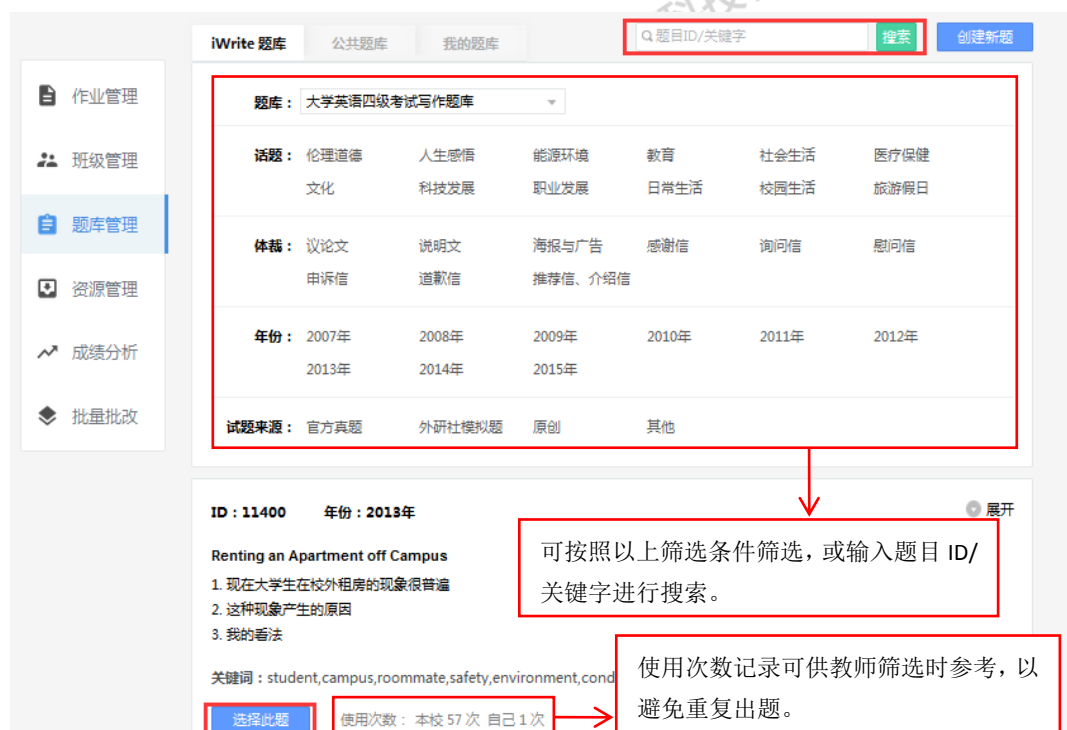 iWrite 题库 公共题库 我的题库 题目ID/关键字 搜索 创建新题
作业管理
班级管理
题库管理
资源管理
成绩分析
批量批改
题库： 大学英语四级考试写作题库
话题： 伦理道德 人生感悟 能源环境 教育 社会生活 医疗保健
文化 科技发展 职业发展 日常生活 校园生活 旅游假日
体裁： 议论文 说明文 海报与广告 感谢信 询问信 慰问信
申诉信 道歉信 推荐信、介绍信
年份： 2007年 2008年 2009年 2010年 2011年 2012年
2013年 2014年 2015年
试题来源： 官方真题 外研社模拟题 原创 其他
ID：11400 年份：2013年 展开
Renting an Apartment off Campus
1. 现在大学生在校外租房的现象很普遍
2. 这种现象产生的原因
3. 我的看法
可按照以上筛选条件筛选，或输入题目 ID/
关键字进行搜索。
关键词：student,campus,roommate,safety,environment,cond
选择此题 使用次数： 本校 57 次 自己 1 次
使用次数记录可供教师筛选时参考，以
避免重复出题。